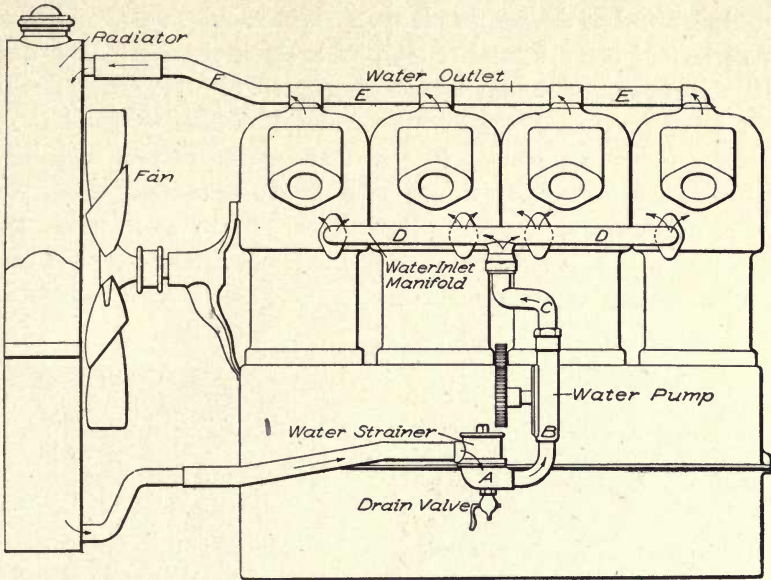 Radiator
F
Water Outlet
E
E
Fan
D
D
Water Inlet
Manifold
C
Water Pump
B
Water Strainer
A
Drain Valve